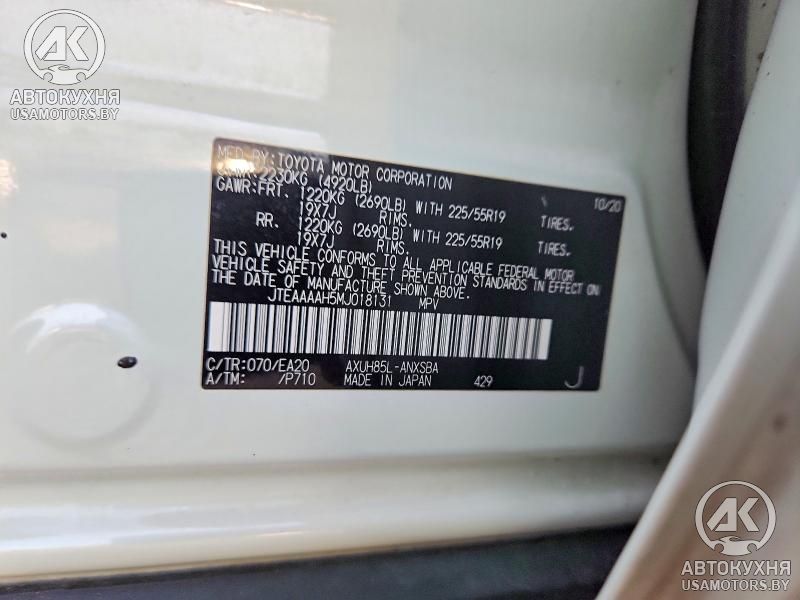 AK
АВТОКУХНЯ
USAMOTORS.BY
MFD.BY:TOYOTA MOTOR CORPORATION 10/20
GVWR 2230KG (4920LB)
GAWR:FRT. 1220KG (2690LB) WITH 225/55R19 TIRES.
19X7J RIMS.
RR. 1220KG (2690LB) WITH 225/55R19 TIRES.
19X7J RIMS.
THIS VEHICLE CONFORMS TO ALL APPLICABLE FEDERAL MOTOR
VEHICLE SAFETY AND THEFT PREVENTION STANDARDS IN EFFECT ON
THE DATE OF MANUFACTURE SHOWN ABOVE.
JTEAAAAH5MJ018131 MPV
C/TR:070/EA20 AXUH85L-ANXSBA
A/TM: /P710 MADE IN JAPAN 429 J
AK
АВТОКУХНЯ
USAMOTORS.BY